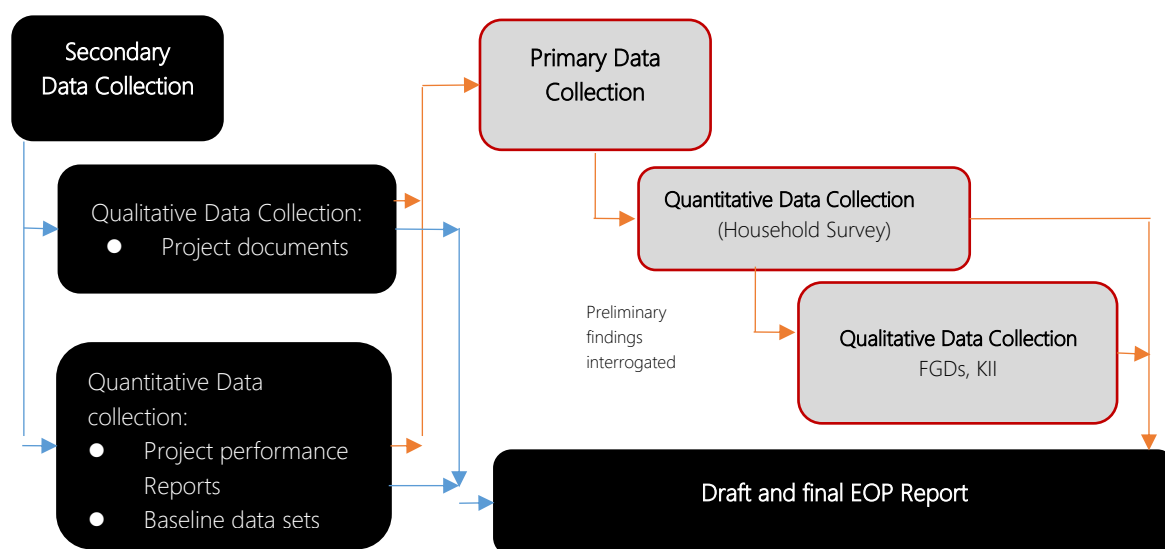 Secondary
Data Collection
Qualitative Data Collection:
● Project documents
Quantitative Data
collection:
● Project performance
Reports
● Baseline data sets
Primary Data
Collection
Quantitative Data Collection
(Household Survey)
Preliminary
findings
interrogated
Qualitative Data Collection
FGDs, KII
Draft and final EOP Report